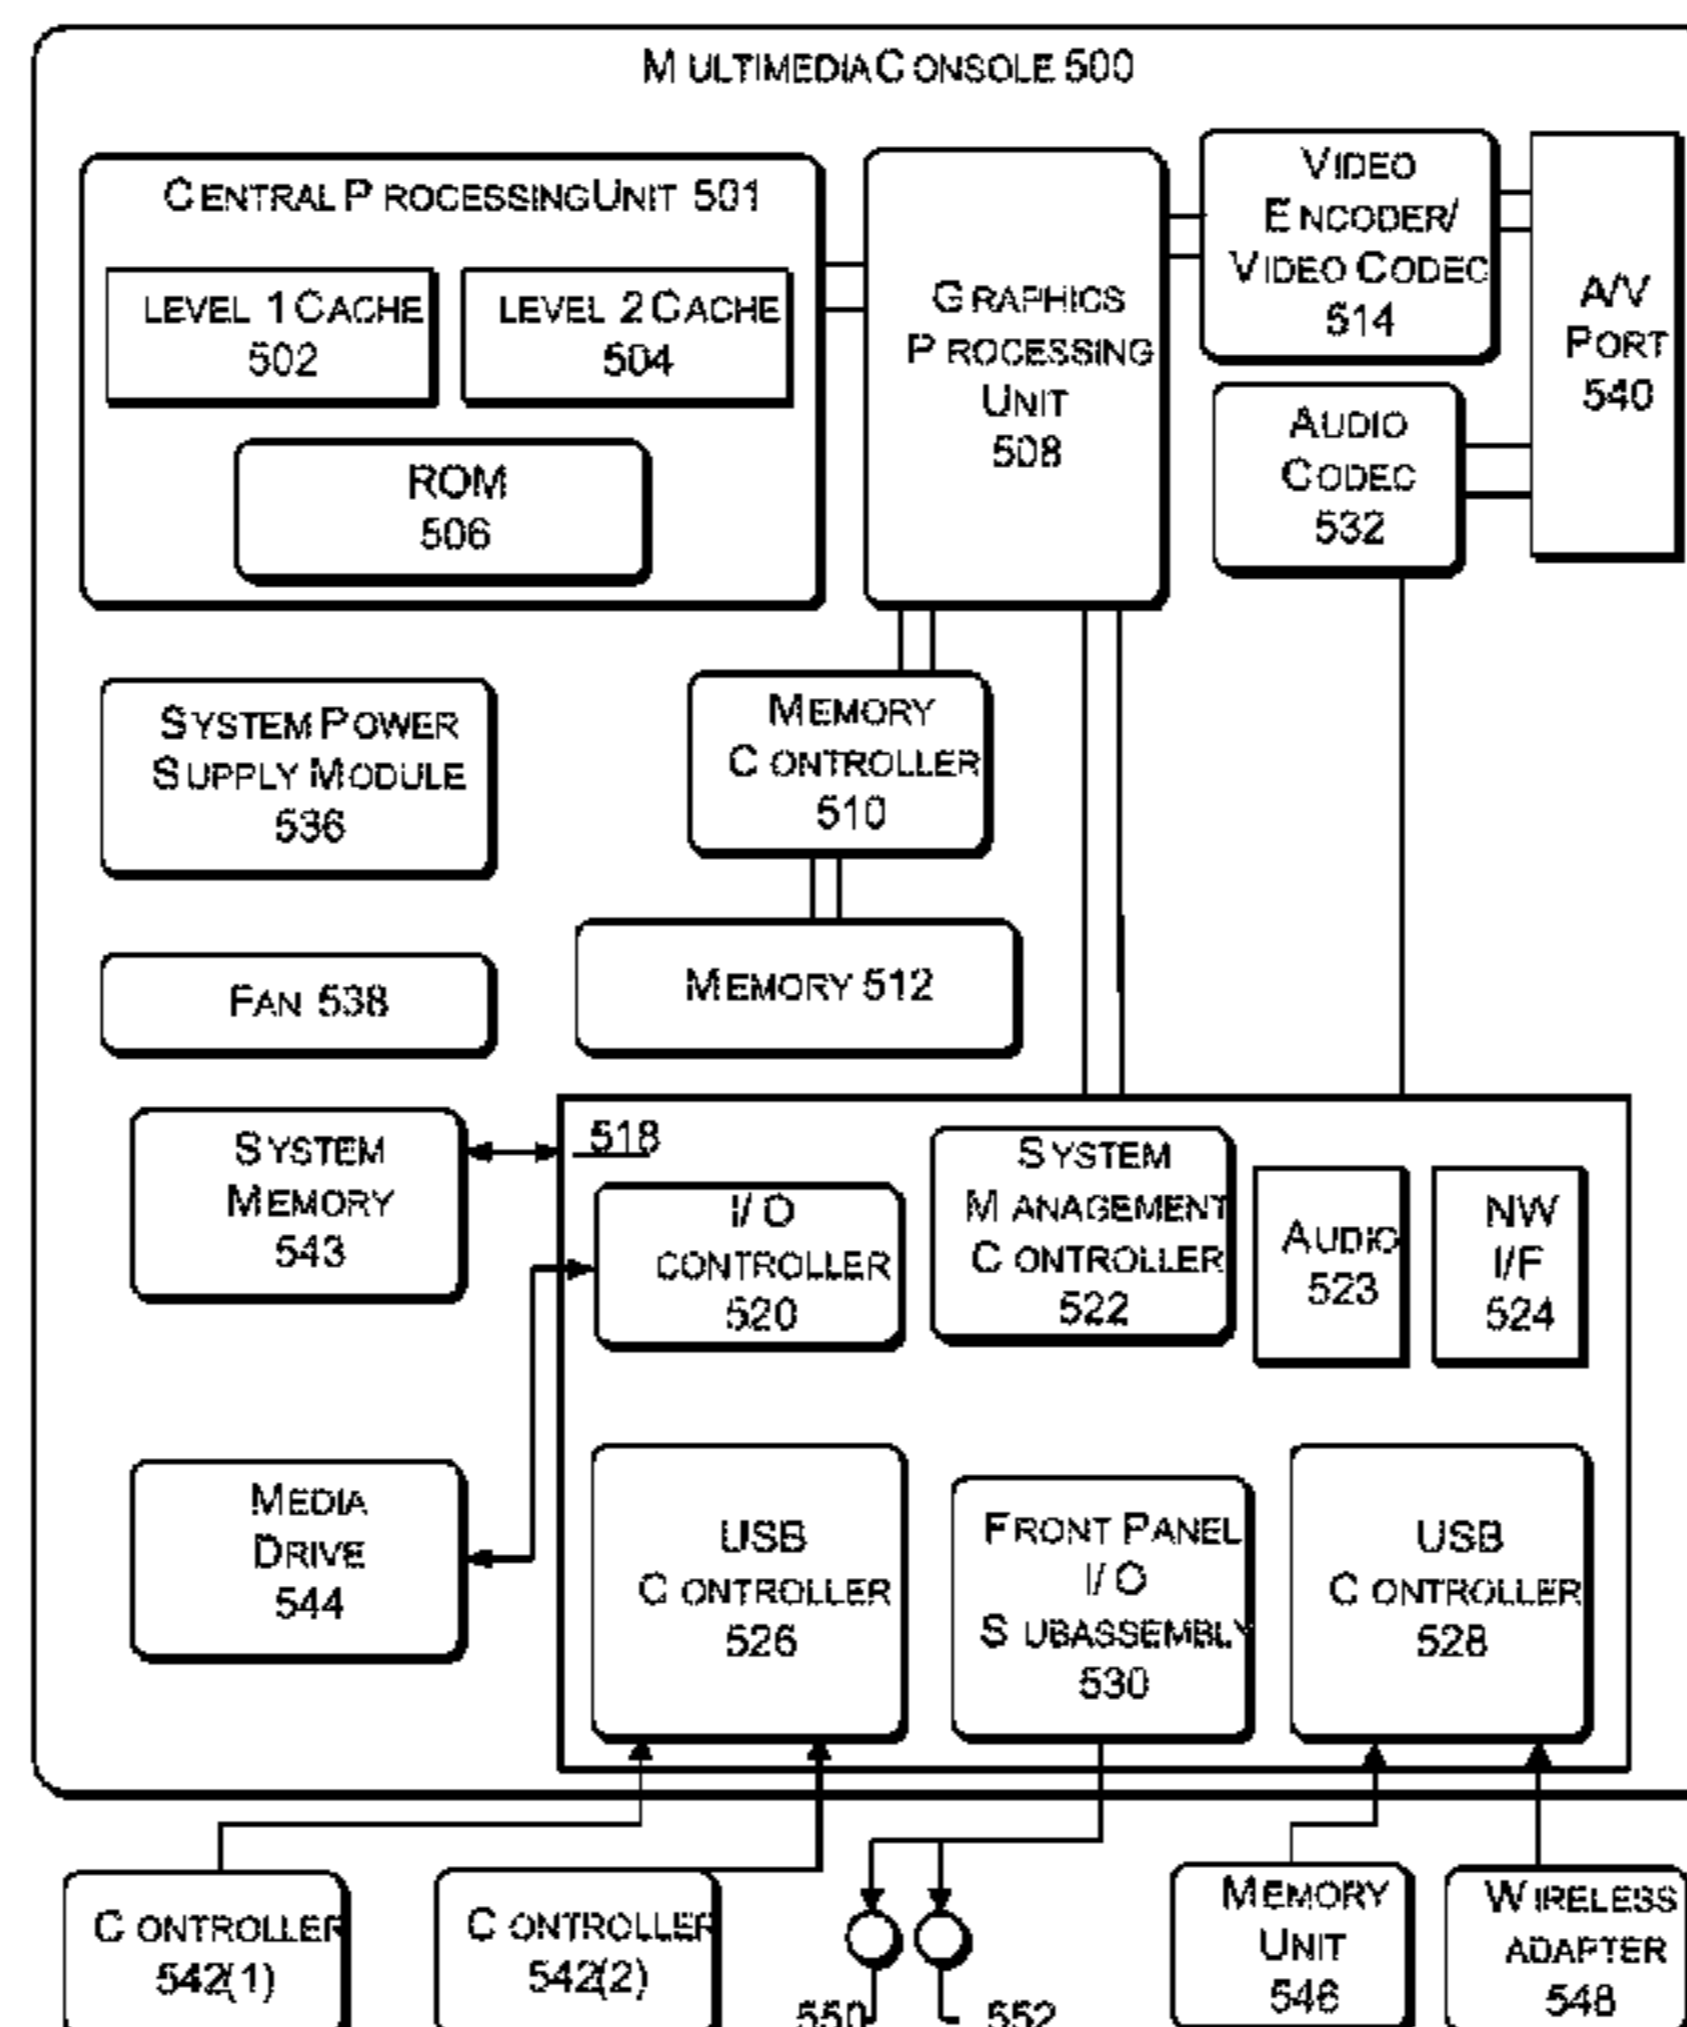 MULTIMEDIA CONSOLE 500
CENTRAL PROCESSING UNIT 501
LEVEL 1 CACHE
502
LEVEL 2 CACHE
504
ROM
506
GRAPHICS
PROCESSING
UNIT
508
VIDEO
ENCODER/
VIDEO CODEC
514
AUDIO
CODEC
532
A/V
PORT
540
SYSTEM POWER
SUPPLY MODULE
536
MEMORY
CONTROLLER
510
FAN 538
MEMORY 512
SYSTEM
MEMORY
543
518
I/O
CONTROLLER
520
SYSTEM
MANAGEMENT
CONTROLLER
522
AUDIO
523
NW
I/F
524
MEDIA
DRIVE
544
USB
CONTROLLER
526
FRONT PANEL
I/O
SUBASSEMBLY
530
USB
CONTROLLER
528
CONTROLLER
542(1)
CONTROLLER
542(2)
550
552
MEMORY
UNIT
546
WIRELESS
ADAPTER
548